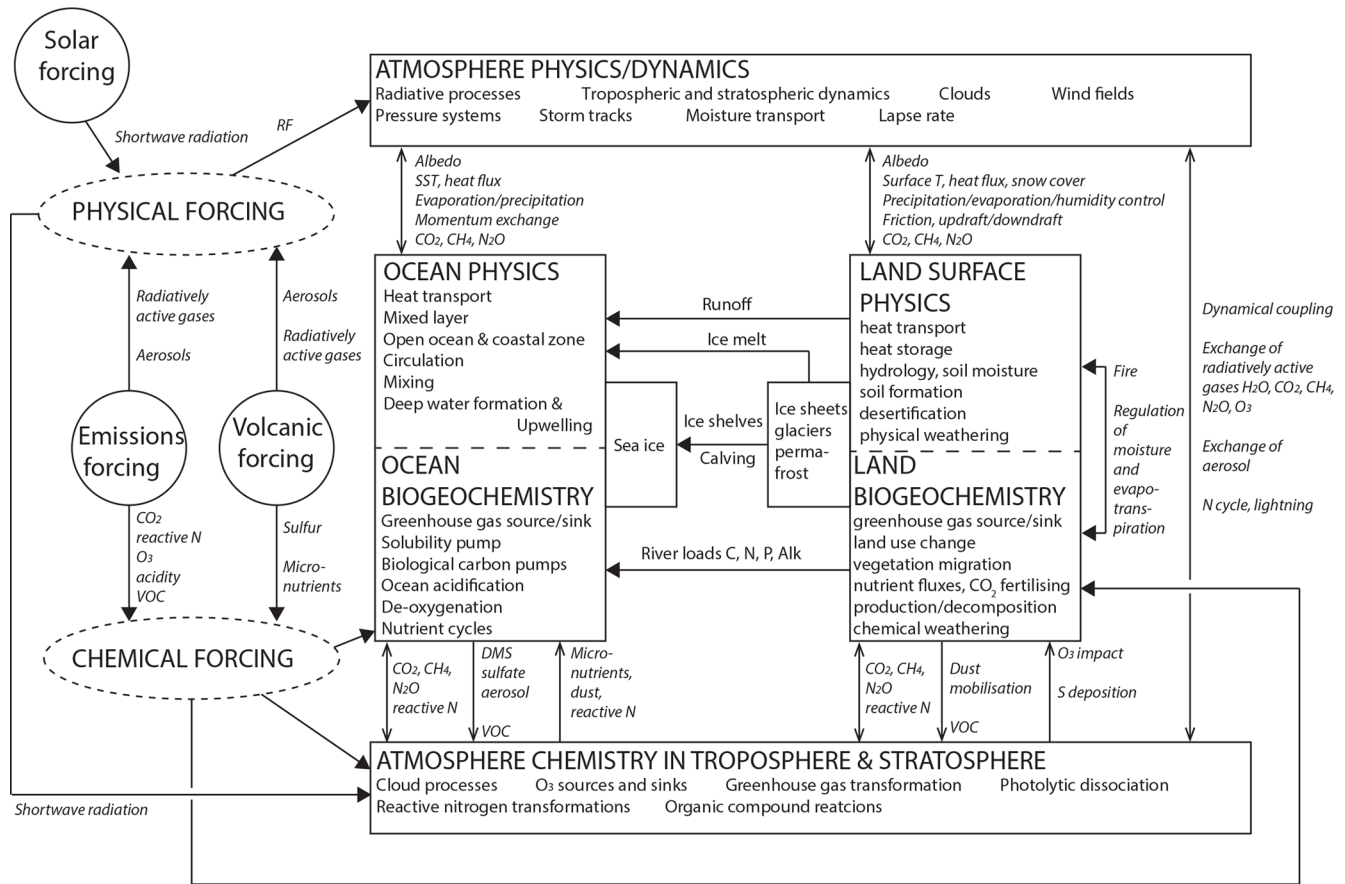 Solar
forcing
Shortwave radiation
RF
PHYSICAL FORCING
Radiatively
active gases
Aerosols
Aerosols
Radiatively
active gases
Emissions
forcing
Volcanic
forcing
CO2
reactive N
O3
acidity
VOC
Sulfur
Micro-
nutrients
CHEMICAL FORCING
Shortwave radiation
ATMOSPHERE PHYSICS/DYNAMICS
Radiative processes Tropospheric and stratospheric dynamics Clouds Wind fields
Pressure systems Storm tracks Moisture transport Lapse rate
Albedo
SST, heat flux
Evaporation/precipitation
Momentum exchange
CO2, CH4, N2O
Albedo
Surface T, heat flux, snow cover
Precipitation/evaporation/humidity control
Friction, updraft/downdraft
CO2, CH4, N2O
OCEAN PHYSICS
Heat transport
Mixed layer
Open ocean & coastal zone
Circulation
Mixing
Deep water formation &
Upwelling
OCEAN
BIOGEOCHEMISTRY
Greenhouse gas source/sink
Solubility pump
Biological carbon pumps
Ocean acidification
De-oxygenation
Nutrient cycles
Runoff
Ice melt
Sea ice
Ice shelves
Calving
Ice sheets
glaciers
perma-
frost
River loads C, N, P, Alk
LAND SURFACE
PHYSICS
heat transport
heat storage
hydrology, soil moisture
soil formation
desertification
physical weathering
LAND
BIOGEOCHEMISTRY
greenhouse gas source/sink
land use change
vegetation migration
nutrient fluxes, CO2 fertilising
production/decomposition
chemical weathering
Fire
Regulation
of
moisture
and
evapo-
trans-
piration
Dynamical coupling
Exchange of
radiatively active
gases H2O, CO2, CH4,
N2O, O3
Exchange of
aerosol
N cycle, lightning
CO2, CH4,
N2O
reactive N
DMS
sulfate
aerosol
VOC
Micro-
nutrients,
dust,
reactive N
CO2, CH4,
N2O
reactive N
Dust
mobilisation
VOC
O3 impact
S deposition
ATMOSPHERE CHEMISTRY IN TROPOSPHERE & STRATOSPHERE
Cloud processes O3 sources and sinks Greenhouse gas transformation Photolytic dissociation
Reactive nitrogen transformations Organic compound reatcions